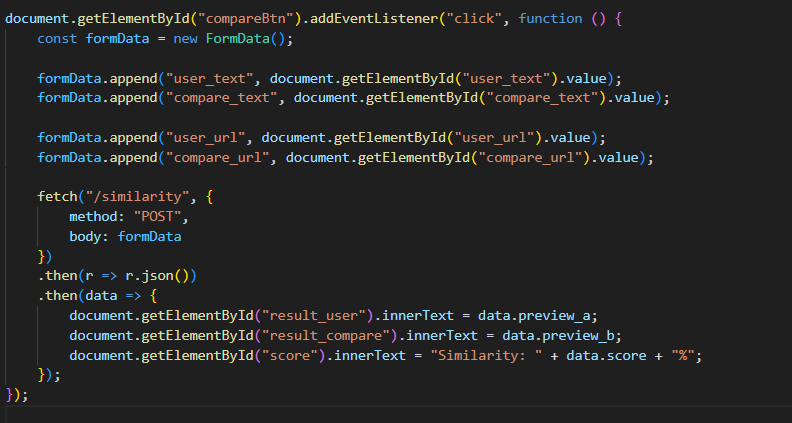 document.getElementById("compareBtn").addEventListener("click", function () {
    const formData = new FormData();

    formData.append("user_text", document.getElementById("user_text").value);
    formData.append("compare_text", document.getElementById("compare_text").value);

    formData.append("user_url", document.getElementById("user_url").value);
    formData.append("compare_url", document.getElementById("compare_url").value);

    fetch("/similarity", {
        method: "POST",
        body: formData
    })
    .then(r => r.json())
    .then(data => {
        document.getElementById("result_user").innerText = data.preview_a;
        document.getElementById("result_compare").innerText = data.preview_b;
        document.getElementById("score").innerText = "Similarity: " + data.score + "%";
    });
});